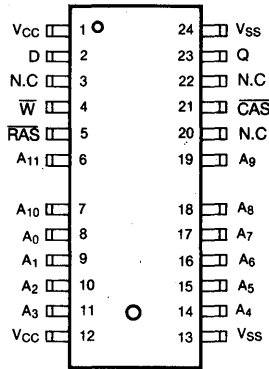 VCC 1 24 VSS
D 2 23 Q
N.C 3 22 N.C
W̅ 4 21 C̅A̅S̅
R̅A̅S̅ 5 20 N.C
A11 6 19 A9
A10 7 18 A8
A0 8 17 A7
A1 9 16 A6
A2 10 15 A5
A3 11 14 A4
VCC 12 13 VSS